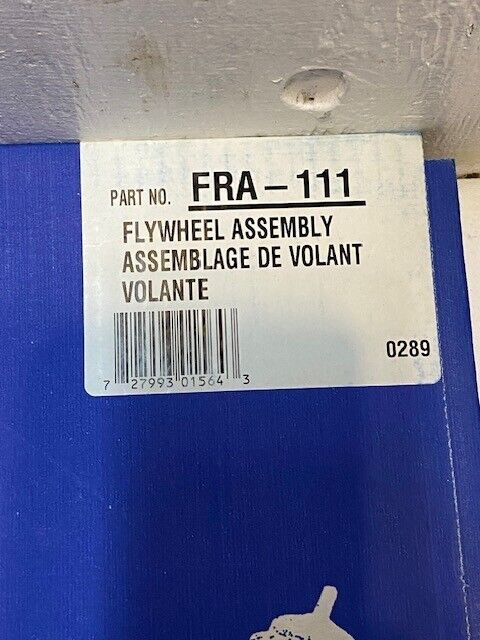 PART NO. FRA-111
FLYWHEEL ASSEMBLY
ASSEMBLAGE DE VOLANT
VOLANTE
0289
7 27993 01564 3